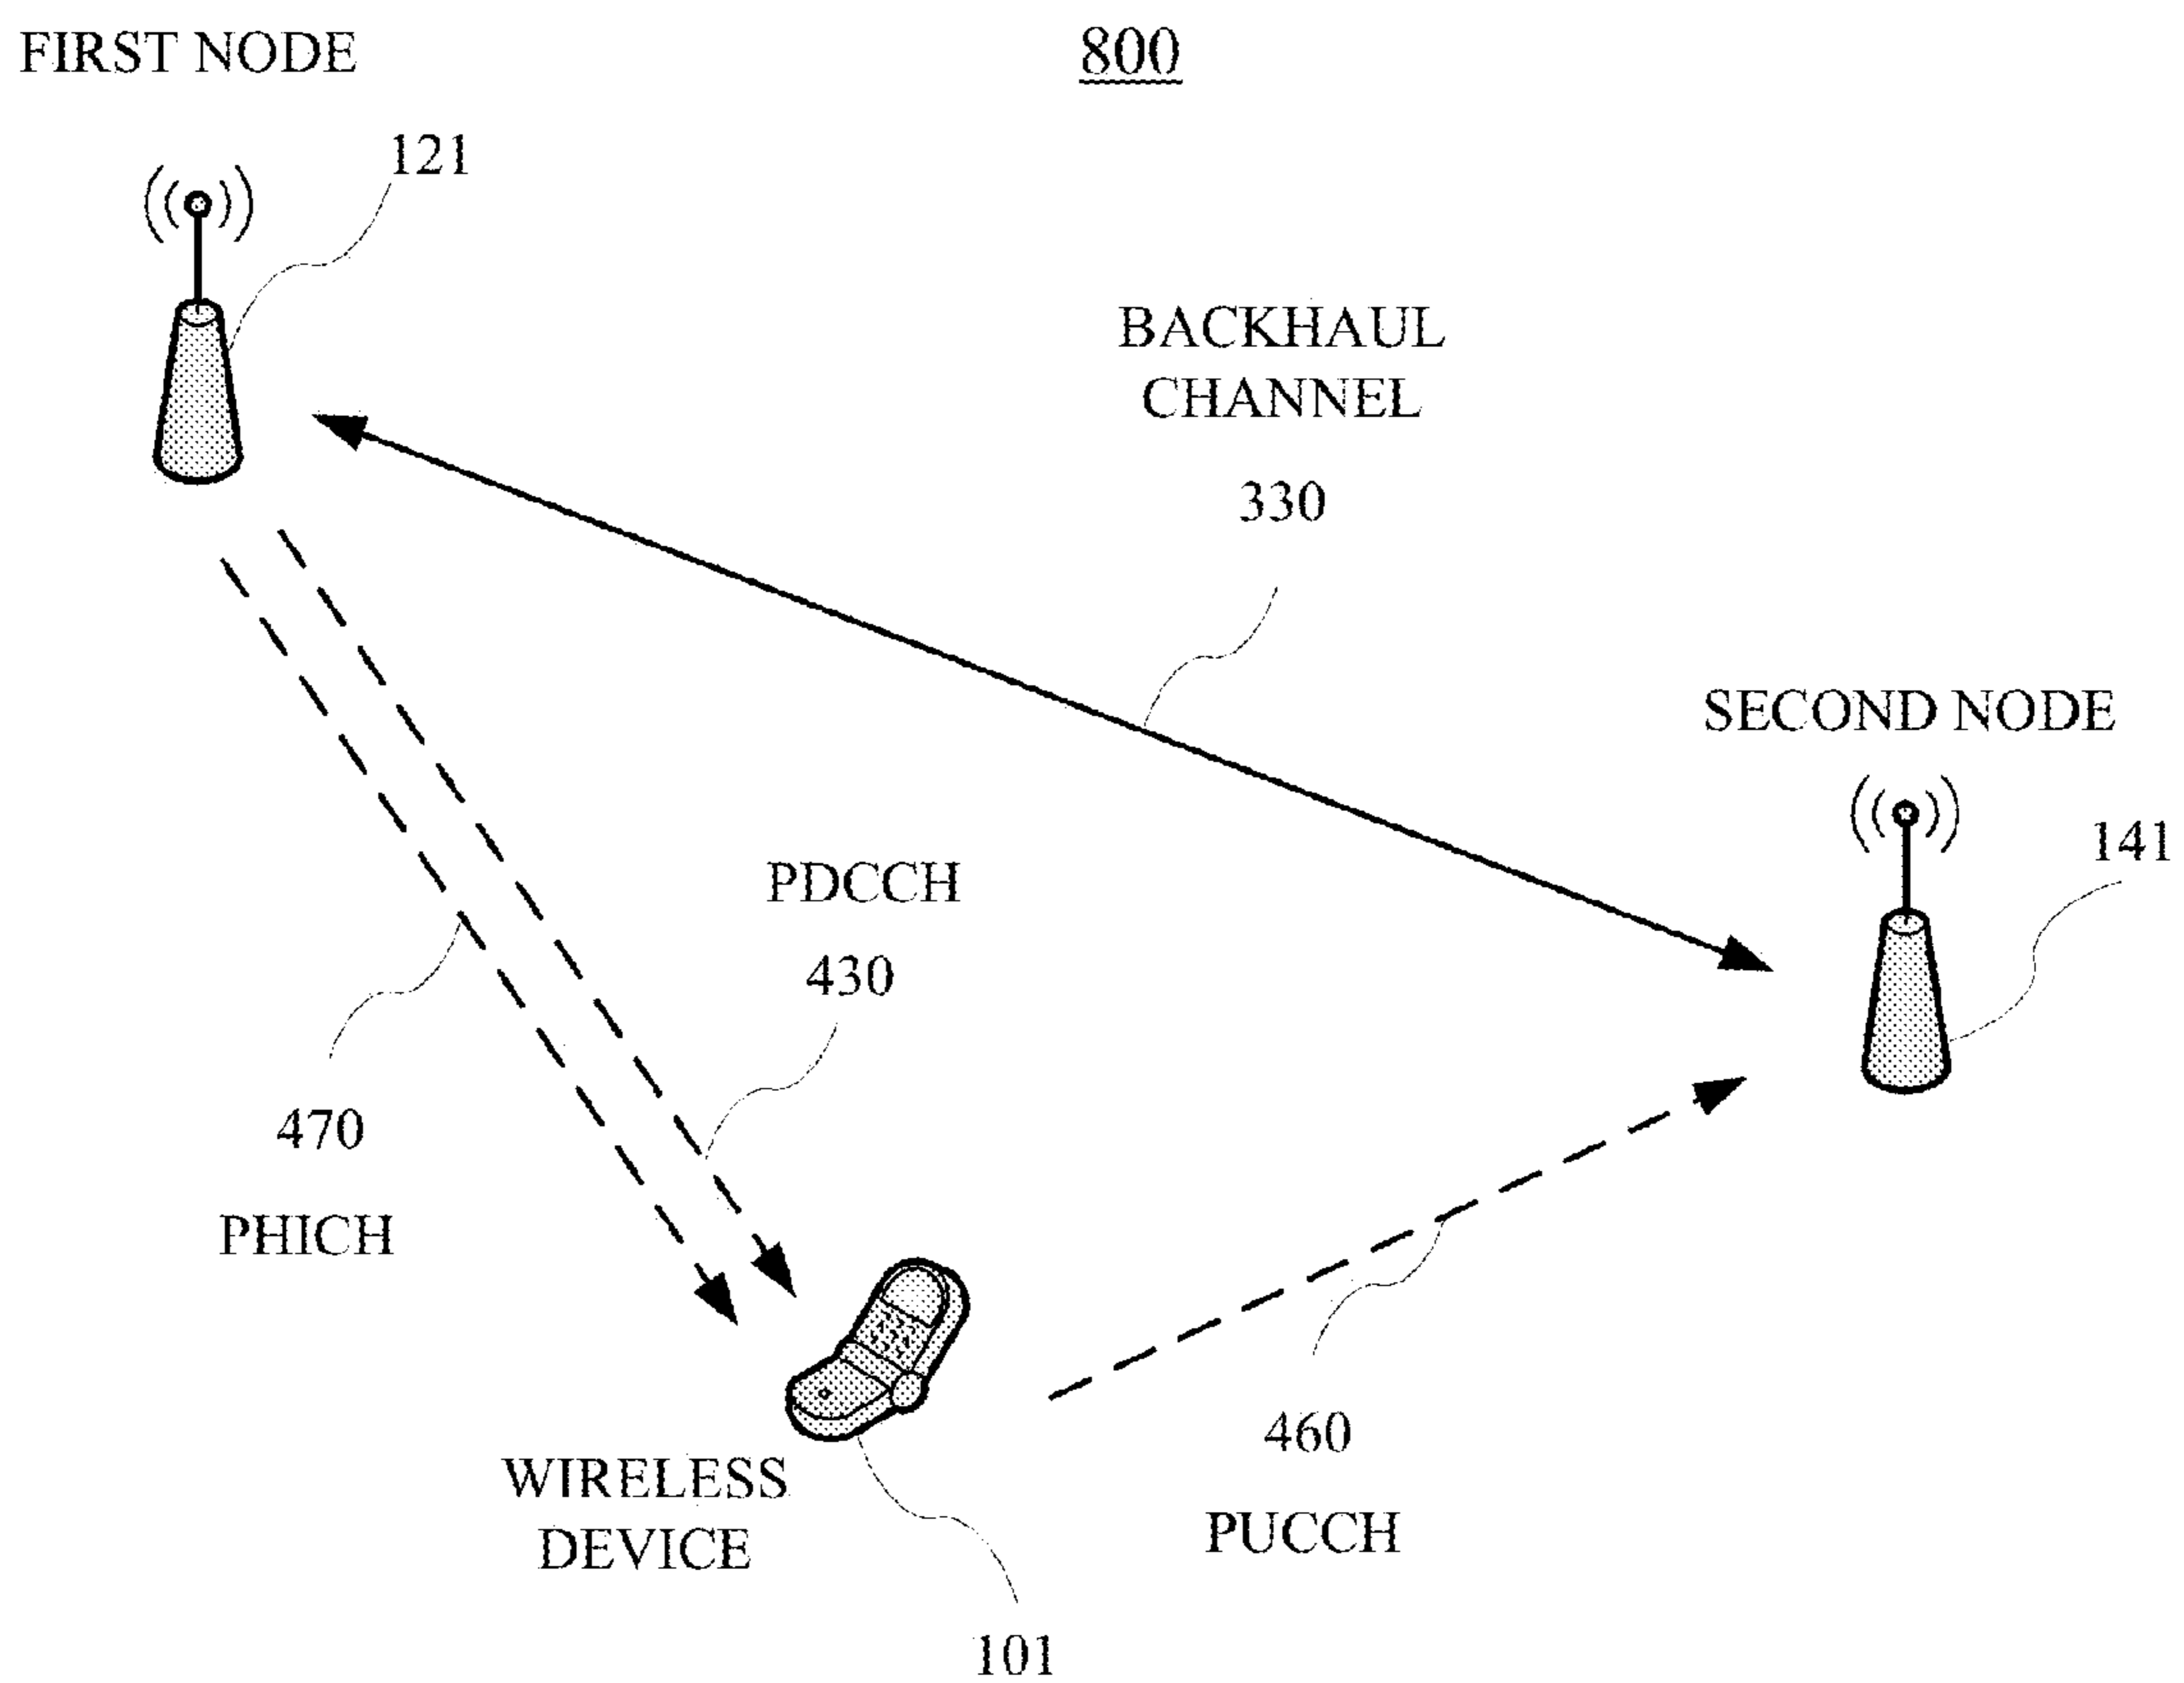 FIRST NODE
800
121
BACKHAUL
CHANNEL
330
SECOND NODE
141
PDCCH
430
470
PHICH
460
PUCCH
WIRELESS
DEVICE
101